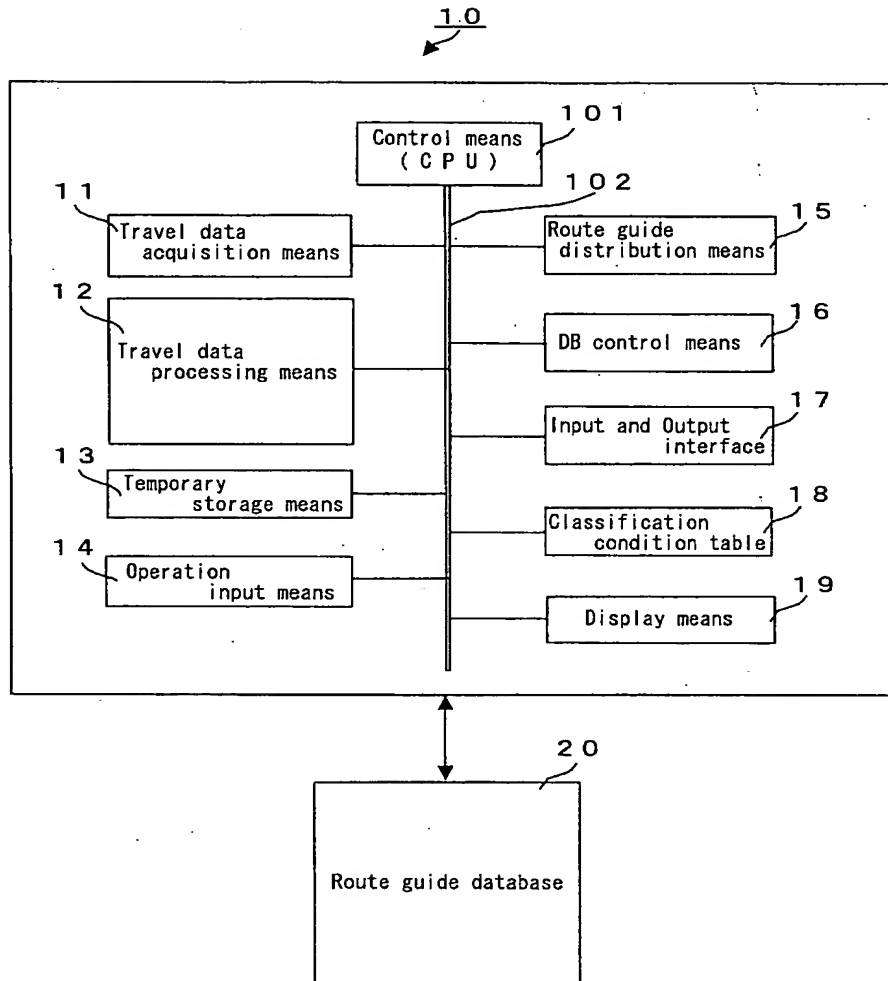 10
101
Control means
(CPU)
102
11
Travel data
acquisition means
15
Route guide
distribution means
12
Travel data
processing means
16
DB control means
17
Input and Output
interface
13
Temporary
storage means
18
Classification
condition table
14
Operation
input means
19
Display means
20
Route guide database